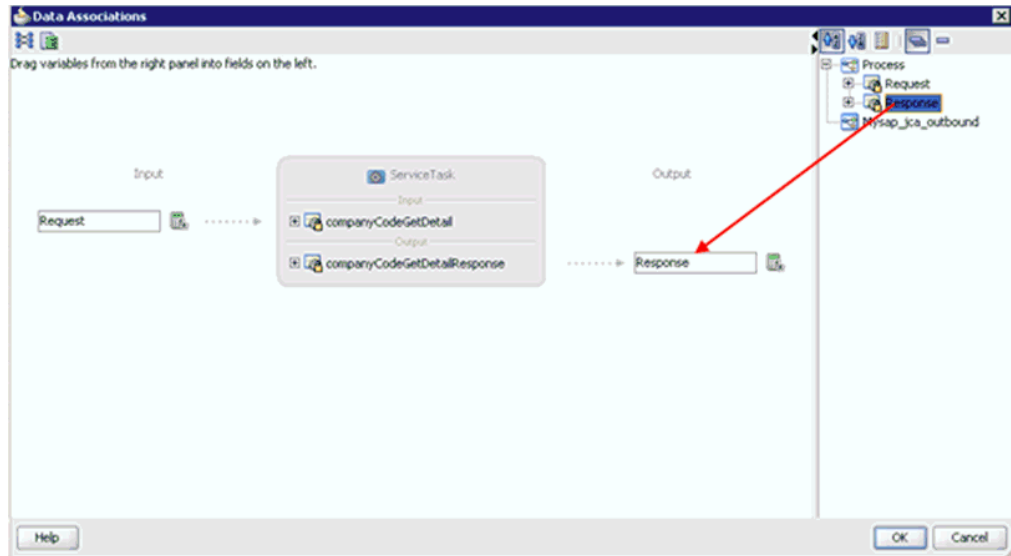 Data Associations
Drag variables from the right panel into fields on the left.
Process
Request
Response
Mysap_jca_outbound
Input
ServiceTask
Output
Input
Request
companyCodeGetDetail
Output
companyCodeGetDetailResponse
Response
Help
OK
Cancel